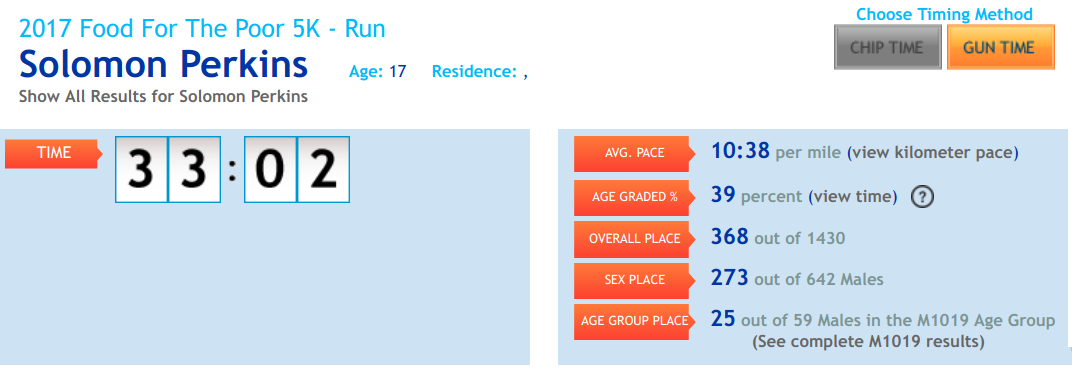 2017 Food For The Poor 5K - Run
Solomon Perkins Age: 17 Residence: ,
Show All Results for Solomon Perkins
Choose Timing Method
CHIP TIME GUN TIME
TIME 33:02
AVG. PACE 10:38 per mile (view kilometer pace)
AGE GRADED % 39 percent (view time) ?
OVERALL PLACE 368 out of 1430
SEX PLACE 273 out of 642 Males
AGE GROUP PLACE 25 out of 59 Males in the M1019 Age Group
(See complete M1019 results)